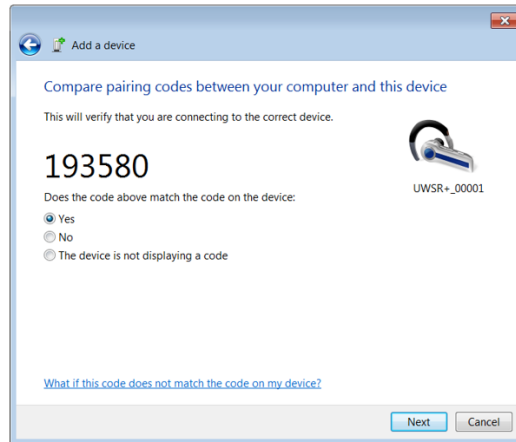 Add a device
Compare pairing codes between your computer and this device
This will verify that you are connecting to the correct device.
193580
UWSR+_00001
Does the code above match the code on the device:
Yes
No
The device is not displaying a code
What if this code does not match the code on my device?
Next
Cancel